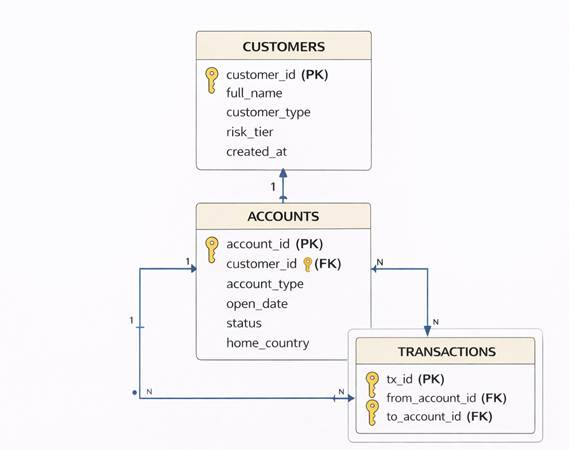 CUSTOMERS
customer_id (PK)
full_name
customer_type
risk_tier
created_at
1
ACCOUNTS
account_id (PK)
customer_id (FK)
account_type
open_date
status
home_country
1
N
1
N
TRANSACTIONS
tx_id (PK)
from_account_id (FK)
to_account_id (FK)
N
N